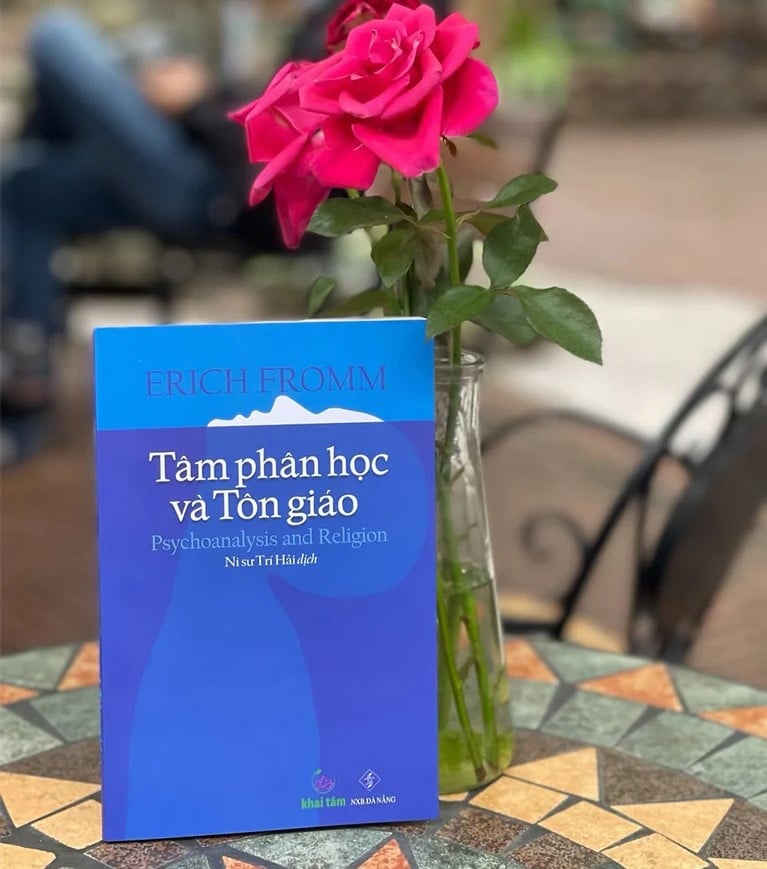 ERICH FROMM
Tâm phân học
và Tôn giáo
Psychoanalysis and Religion
Ni sư Trí Hải dịch
khai tâm
NXB.ĐÀ NẴNG